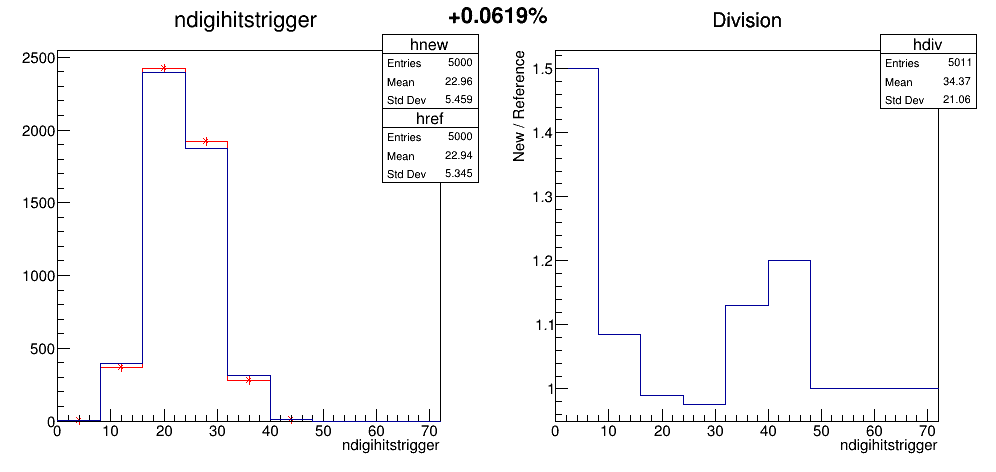 ndigihitstrigger
+0.0619%
Division
hnew
Entries 5000
Mean 22.96
Std Dev 5.459
href
Entries 5000
Mean 22.94
Std Dev 5.345
2500
2000
1500
1000
500
0
0 10 20 30 40 50 60 70
ndigihitstrigger
hdiv
Entries 5011
Mean 34.37
Std Dev 21.06
New / Reference
1.5
1.4
1.3
1.2
1.1
1
0 10 20 30 40 50 60 70
ndigihitstrigger